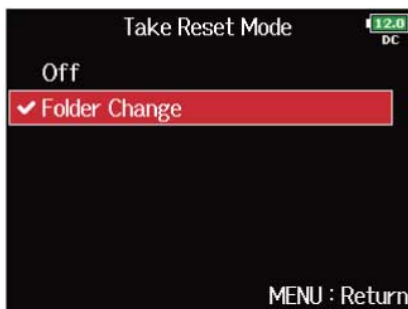 Take Reset Mode
12.0
DC
Off
Folder Change
MENU : Return